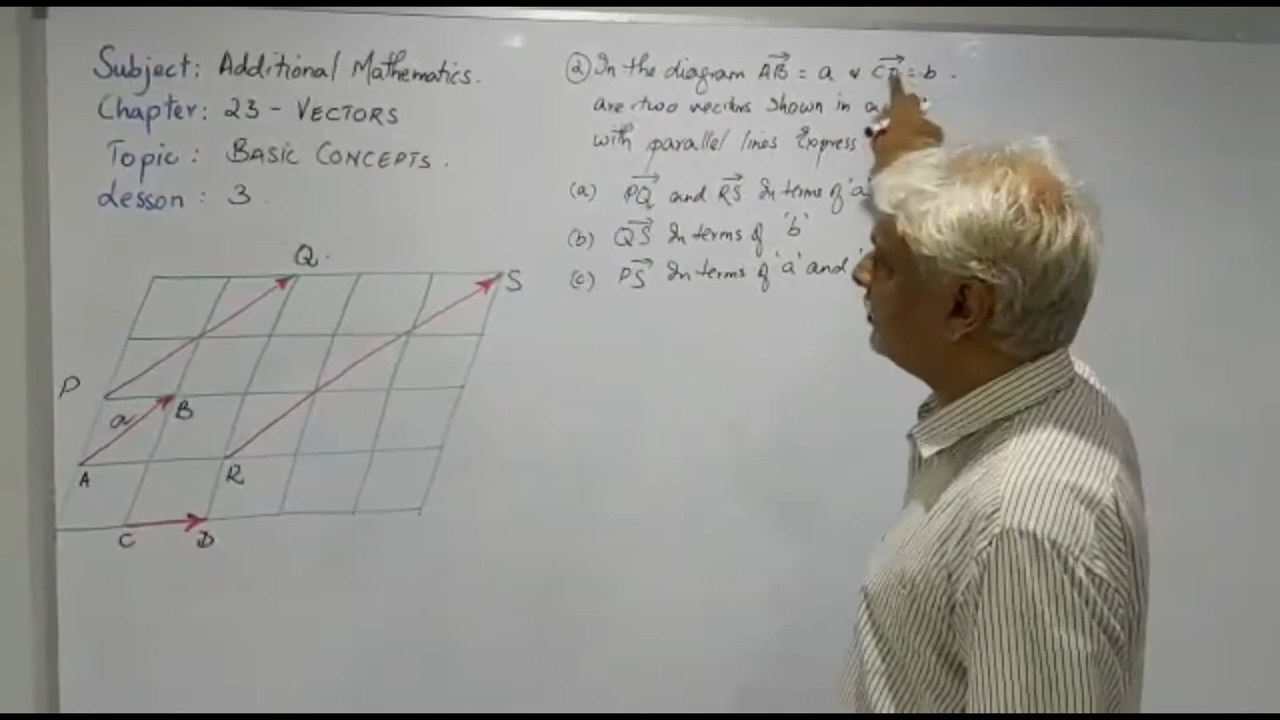 Subject: Additional Mathematics.
Chapter: 23 - VECTORS
Topic: BASIC CONCEPTS.
Lesson: 3.
② In the diagram AB = a & CD = b.
are two vectors shown in a
with parallel lines Express
(a) PQ and RS In terms of 'a'
(b) QS In terms of 'b'
(c) PS In terms of 'a' and
Q.
S
P
a
B
A
R
C
D